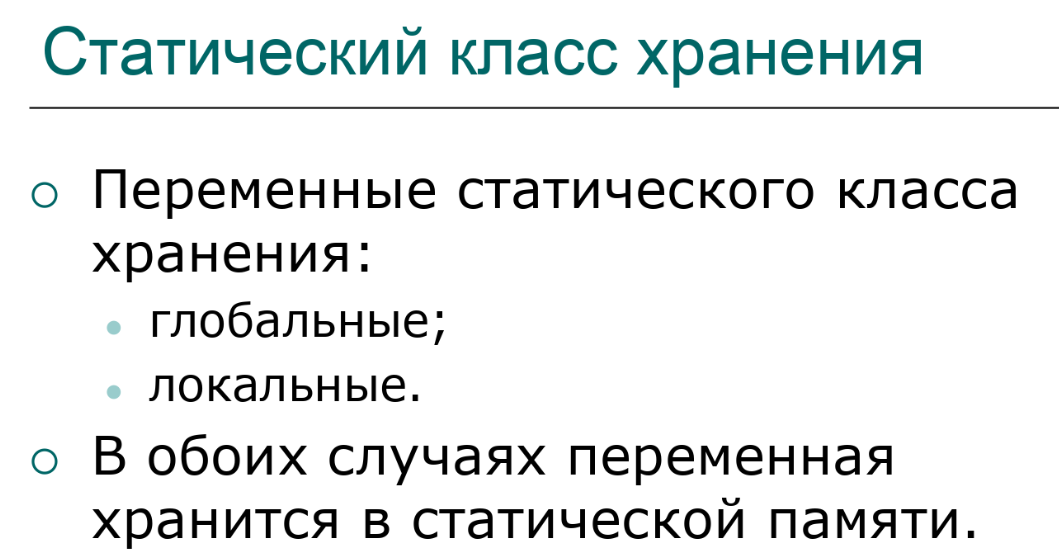 Статический класс хранения
Переменные статического класса
хранения:
глобальные;
локальные.
В обоих случаях переменная
хранится в статической памяти.